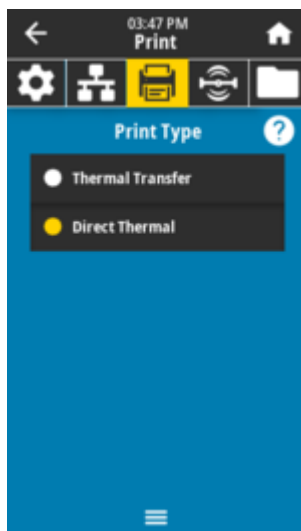 03:47 PM
Print
Print Type
?
Thermal Transfer
Direct Thermal